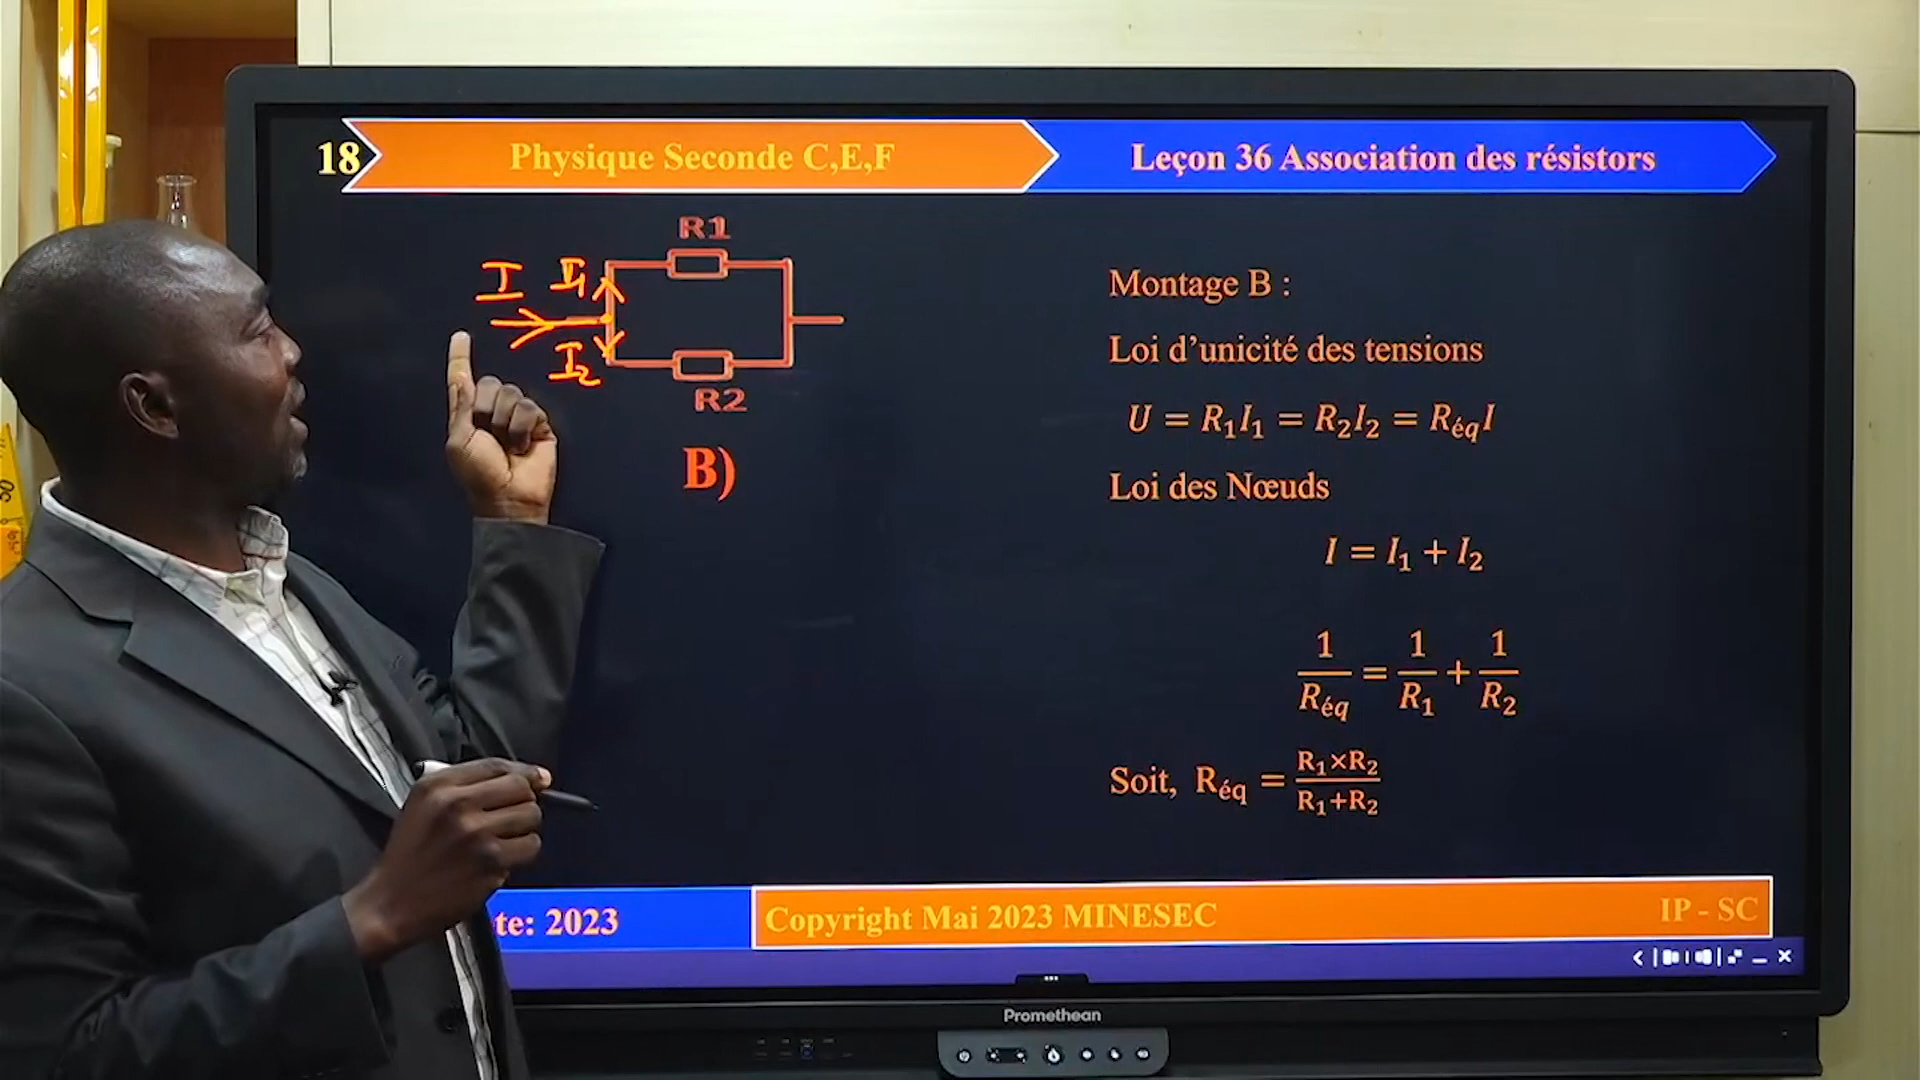 18 Physique Seconde C,E,F Leçon 36 Association des résistors
R1
I I1
I2
R2
B)
Montage B :
Loi d'unicité des tensions
U = R₁I₁ = R₂I₂ = RéqI
Loi des Nœuds
I = I₁ + I₂
1/Réq = 1/R₁ + 1/R₂
Soit, Réq = R₁×R₂/R₁+R₂
te: 2023 Copyright Mai 2023 MINESEC IP - SC
Promethean
50